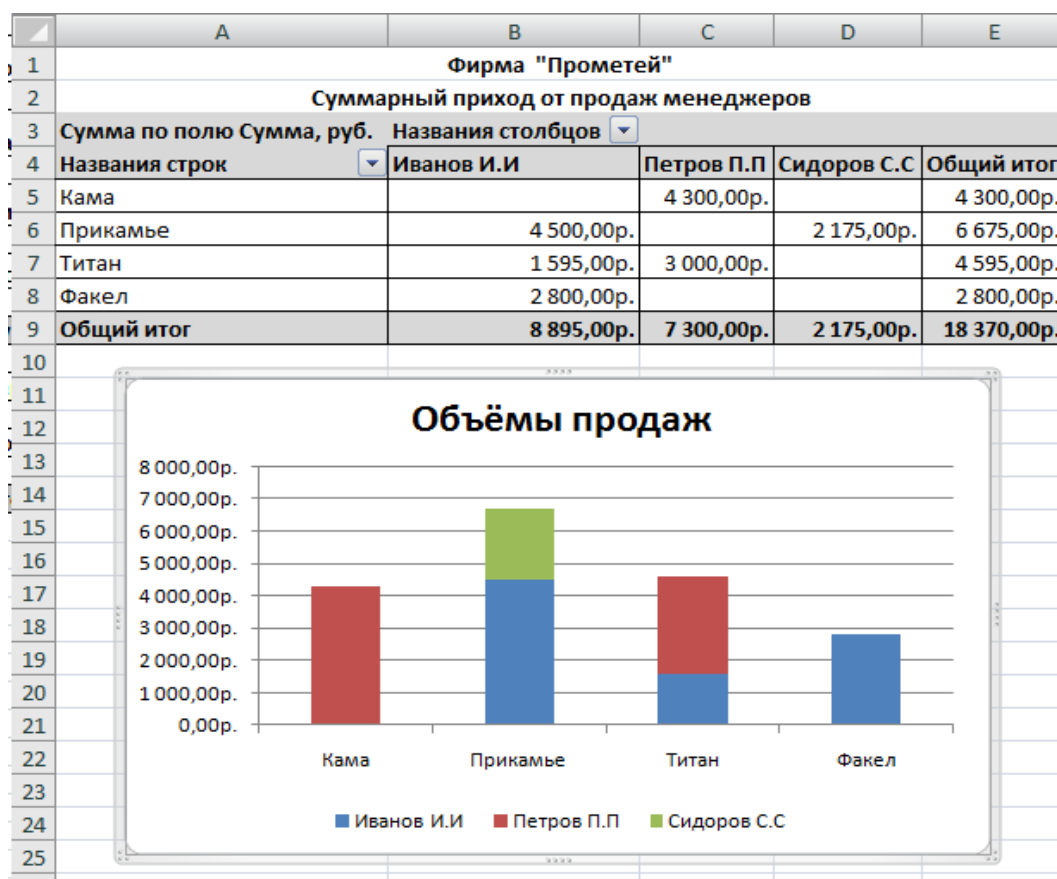 A B C D E
1 Фирма "Прометей"
2 Суммарный приход от продаж менеджеров
3 Сумма по полю Сумма, руб. Названия столбцов
4 Названия строк Иванов И.И Петров П.П Сидоров С.С Общий итог
5 Кама 4 300,00р. 4 300,00р.
6 Прикамье 4 500,00р. 2 175,00р. 6 675,00р.
7 Титан 1 595,00р. 3 000,00р. 4 595,00р.
8 Факел 2 800,00р. 2 800,00р.
9 Общий итог 8 895,00р. 7 300,00р. 2 175,00р. 18 370,00р.
10
11
12 Объёмы продаж
13 8 000,00р.
14 7 000,00р.
15 6 000,00р.
16 5 000,00р.
17 4 000,00р.
18 3 000,00р.
19 2 000,00р.
20 1 000,00р.
21 0,00р.
22 Кама Прикамье Титан Факел
23
24 Иванов И.И Петров П.П Сидоров С.С
25